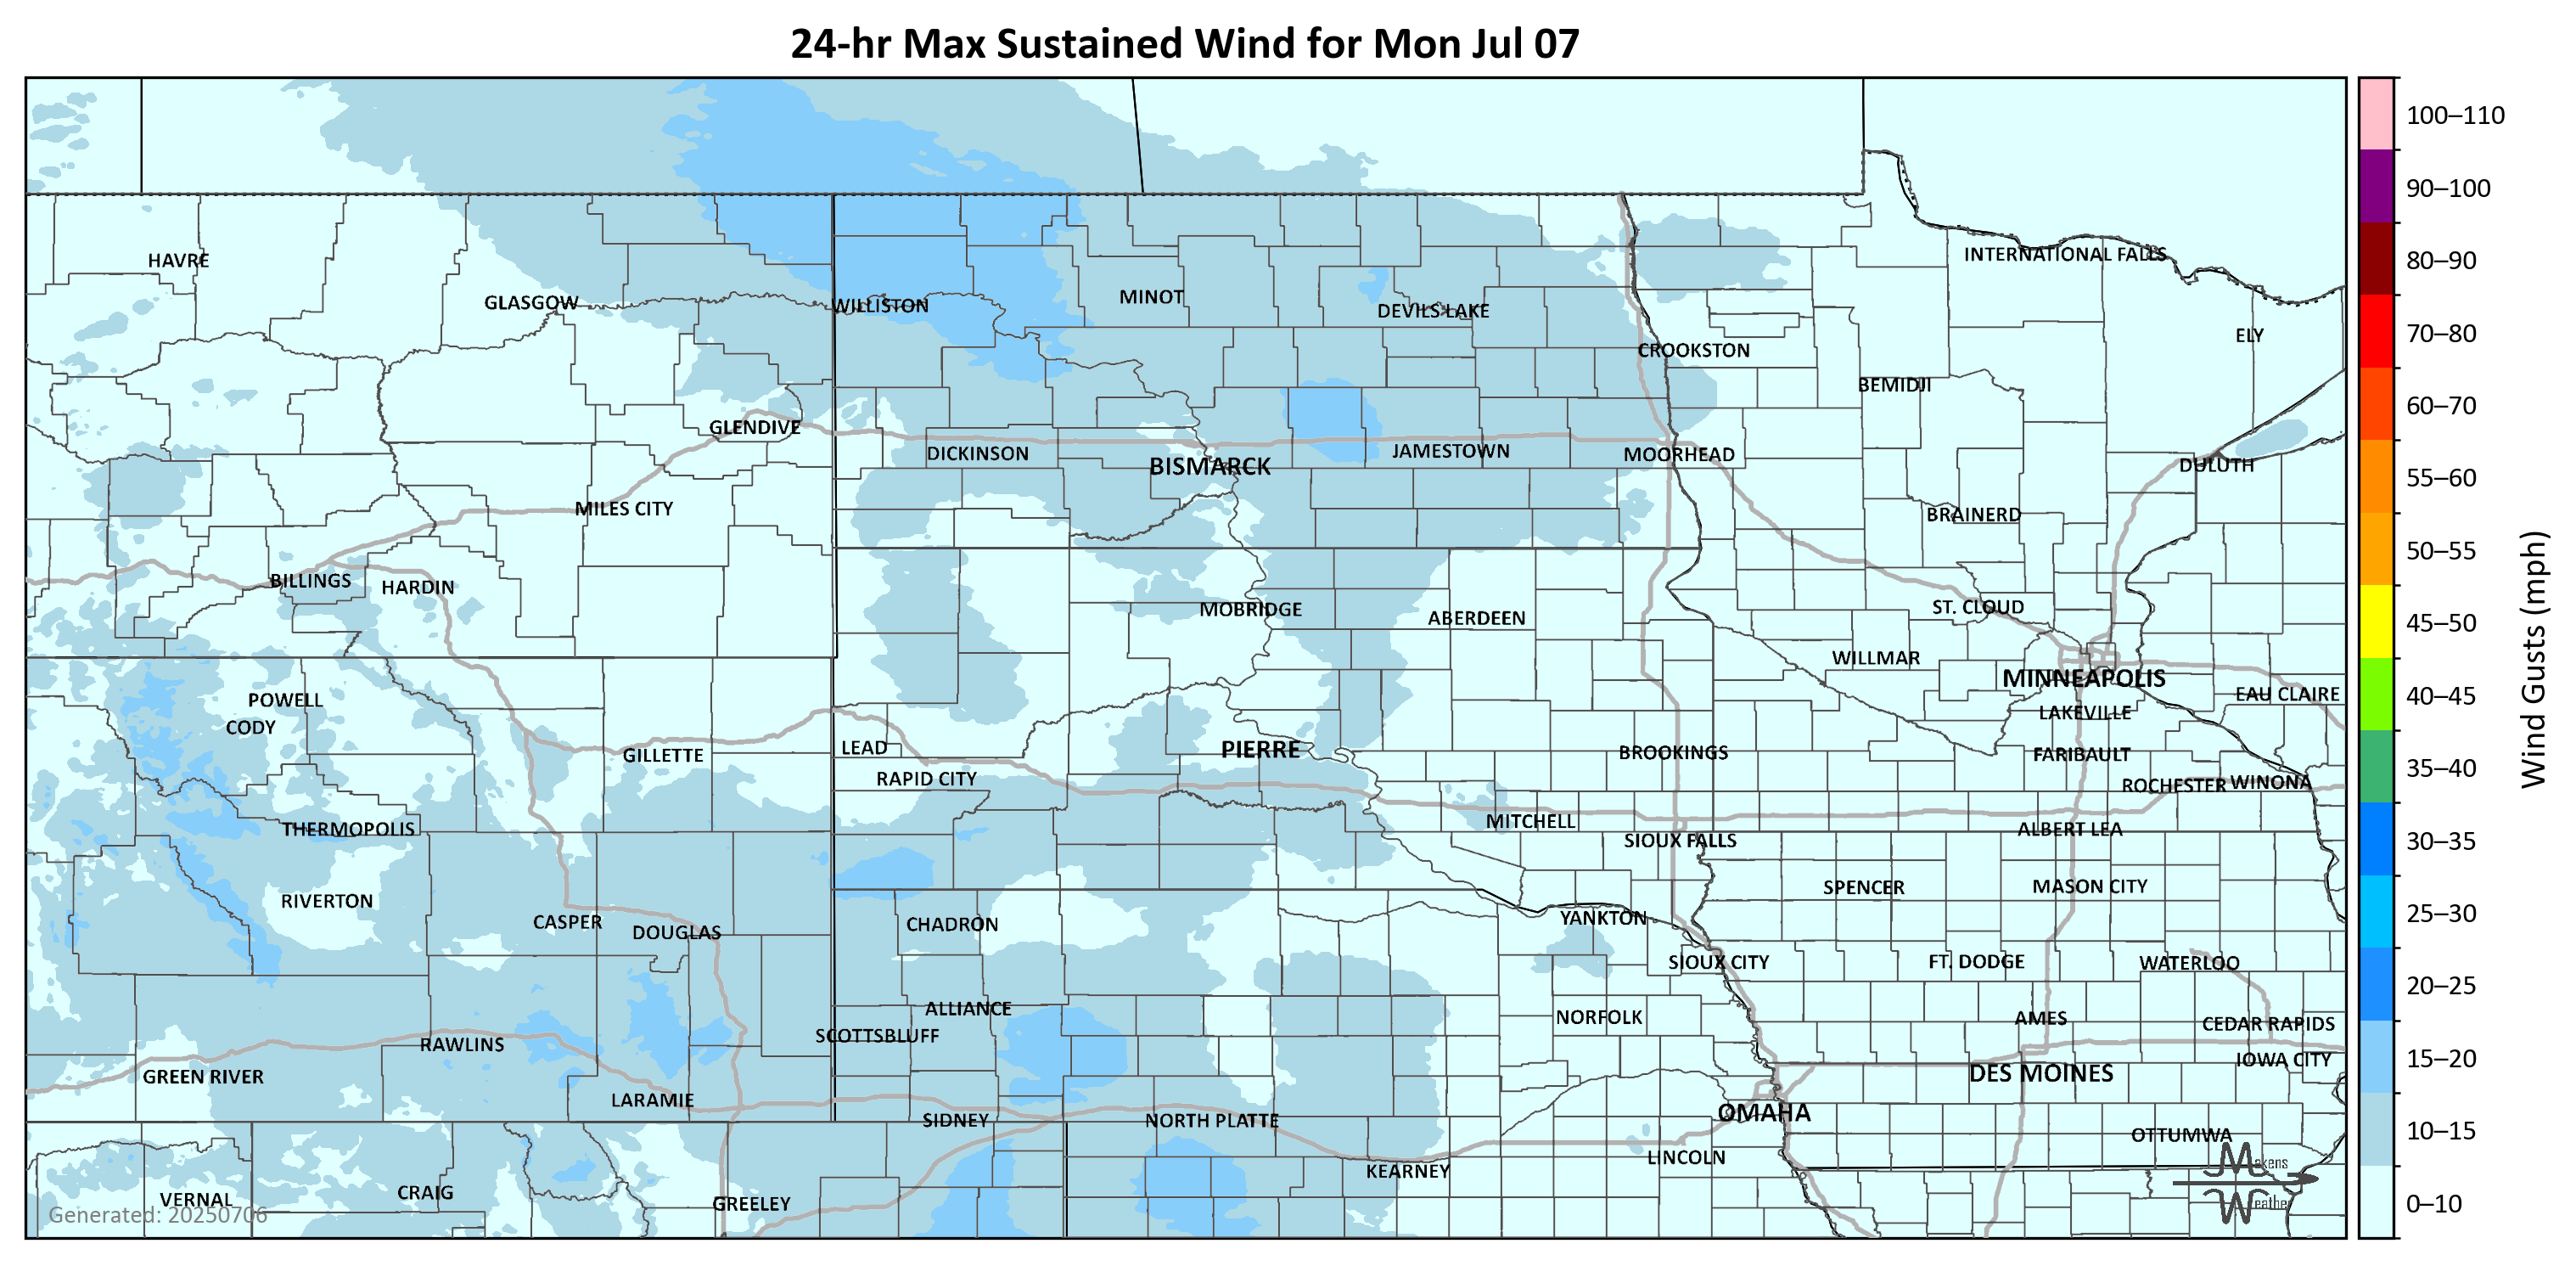 24-hr Max Sustained Wind for Mon Jul 07
HAVRE
GLASGOW
WILLISTON
MINOT
DEVILS LAKE
INTERNATIONAL FALLS
ELY
CROOKSTON
BEMIDJI
GLENDIVE
DICKINSON
BISMARCK
JAMESTOWN
MOORHEAD
DULUTH
MILES CITY
BRAINERD
BILLINGS
HARDIN
MOBRIDGE
ABERDEEN
ST. CLOUD
WILLMAR
MINNEAPOLIS
EAU CLAIRE
POWELL
CODY
LAKEVILLE
GILLETTE
LEAD
PIERRE
BROOKINGS
FARIBAULT
RAPID CITY
ROCHESTER
WINONA
THERMOPOLIS
MITCHELL
SIOUX FALLS
ALBERT LEA
RIVERTON
SPENCER
MASON CITY
CASPER
DOUGLAS
CHADRON
YANKTON
SIOUX CITY
FT. DODGE
WATERLOO
ALLIANCE
NORFOLK
AMES
CEDAR RAPIDS
SCOTTSBLUFF
RAWLINS
IOWA CITY
GREEN RIVER
DES MOINES
LARAMIE
SIDNEY
NORTH PLATTE
OMAHA
OTTUMWA
KEARNEY
LINCOLN
VERNAL
CRAIG
GREELEY
Generated: 20250706
Makens
Weather
100–110
90–100
80–90
70–80
60–70
55–60
50–55
45–50
40–45
35–40
30–35
25–30
20–25
15–20
10–15
0–10
Wind Gusts (mph)